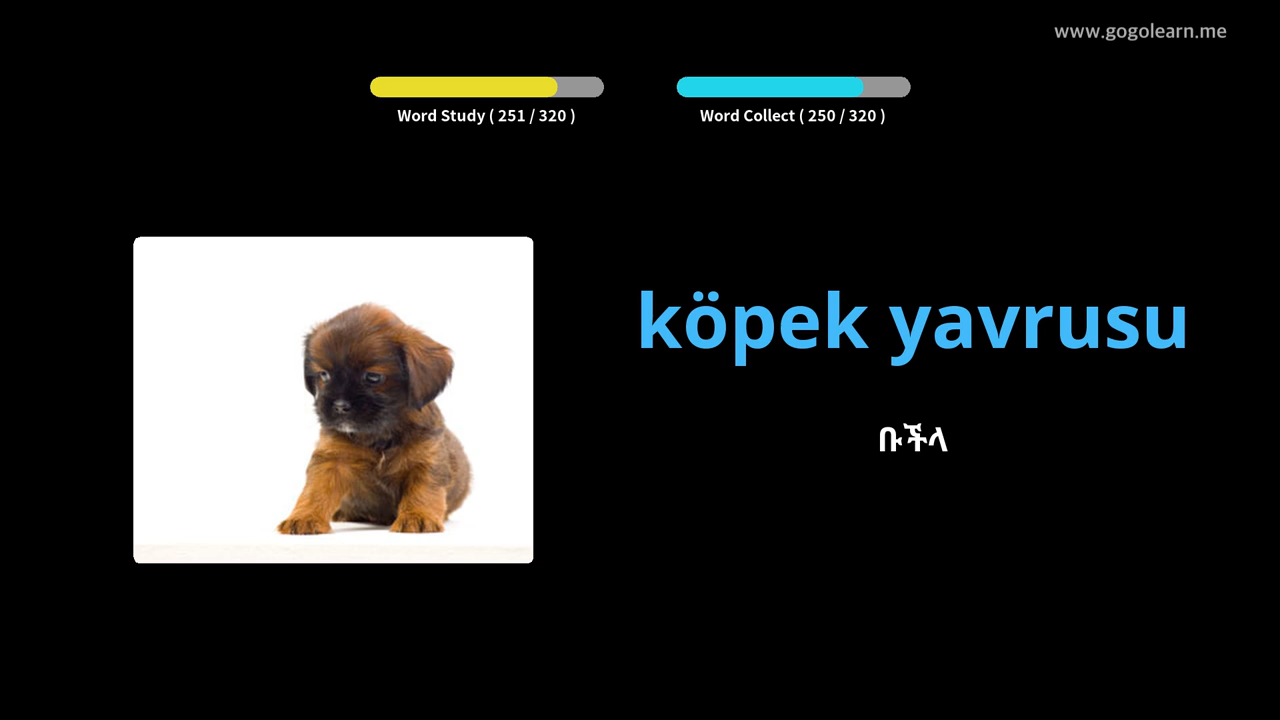 www.gogolearn.me
Word Study ( 251 / 320 )
Word Collect ( 250 / 320 )
köpek yavrusu
ቡችላ